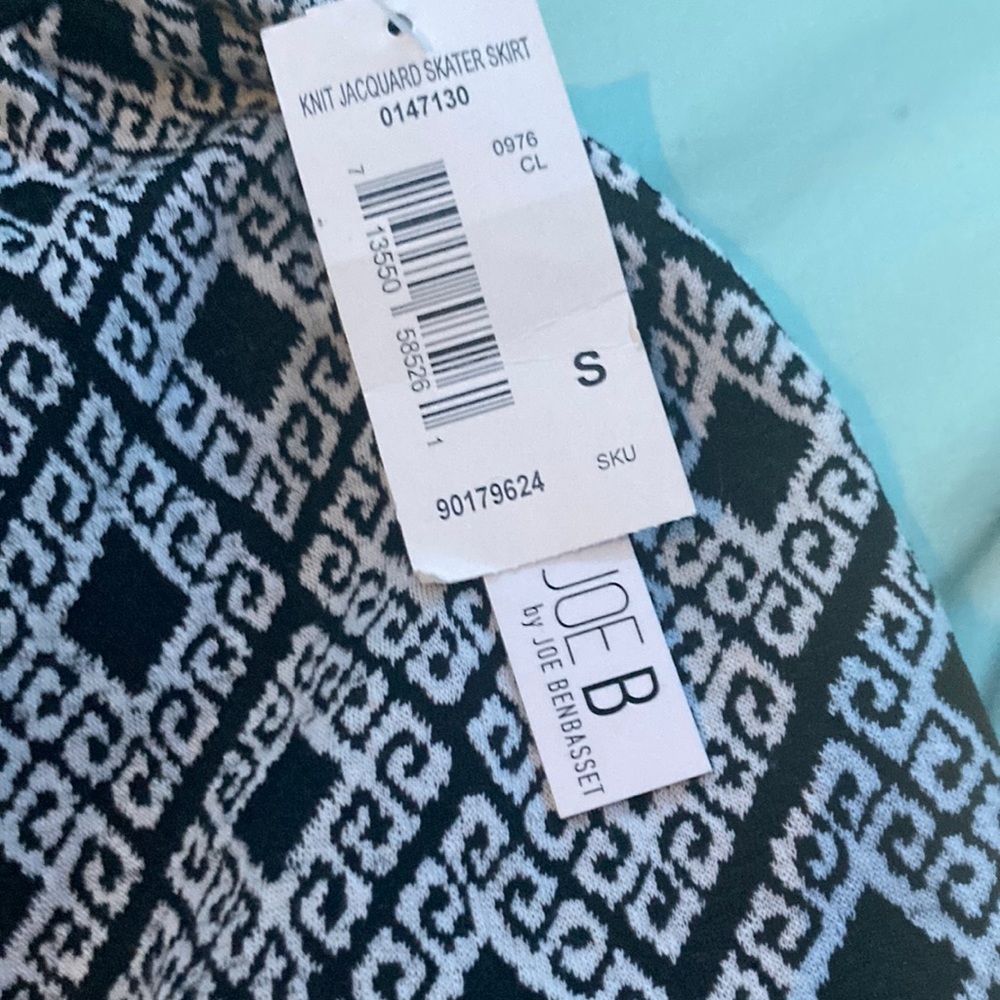 KNIT JACQUARD SKATER SKIRT
0147130
0976
CL
7 13550 58526 1
S
SKU
90179624
JOE B
by JOE BENBASSET